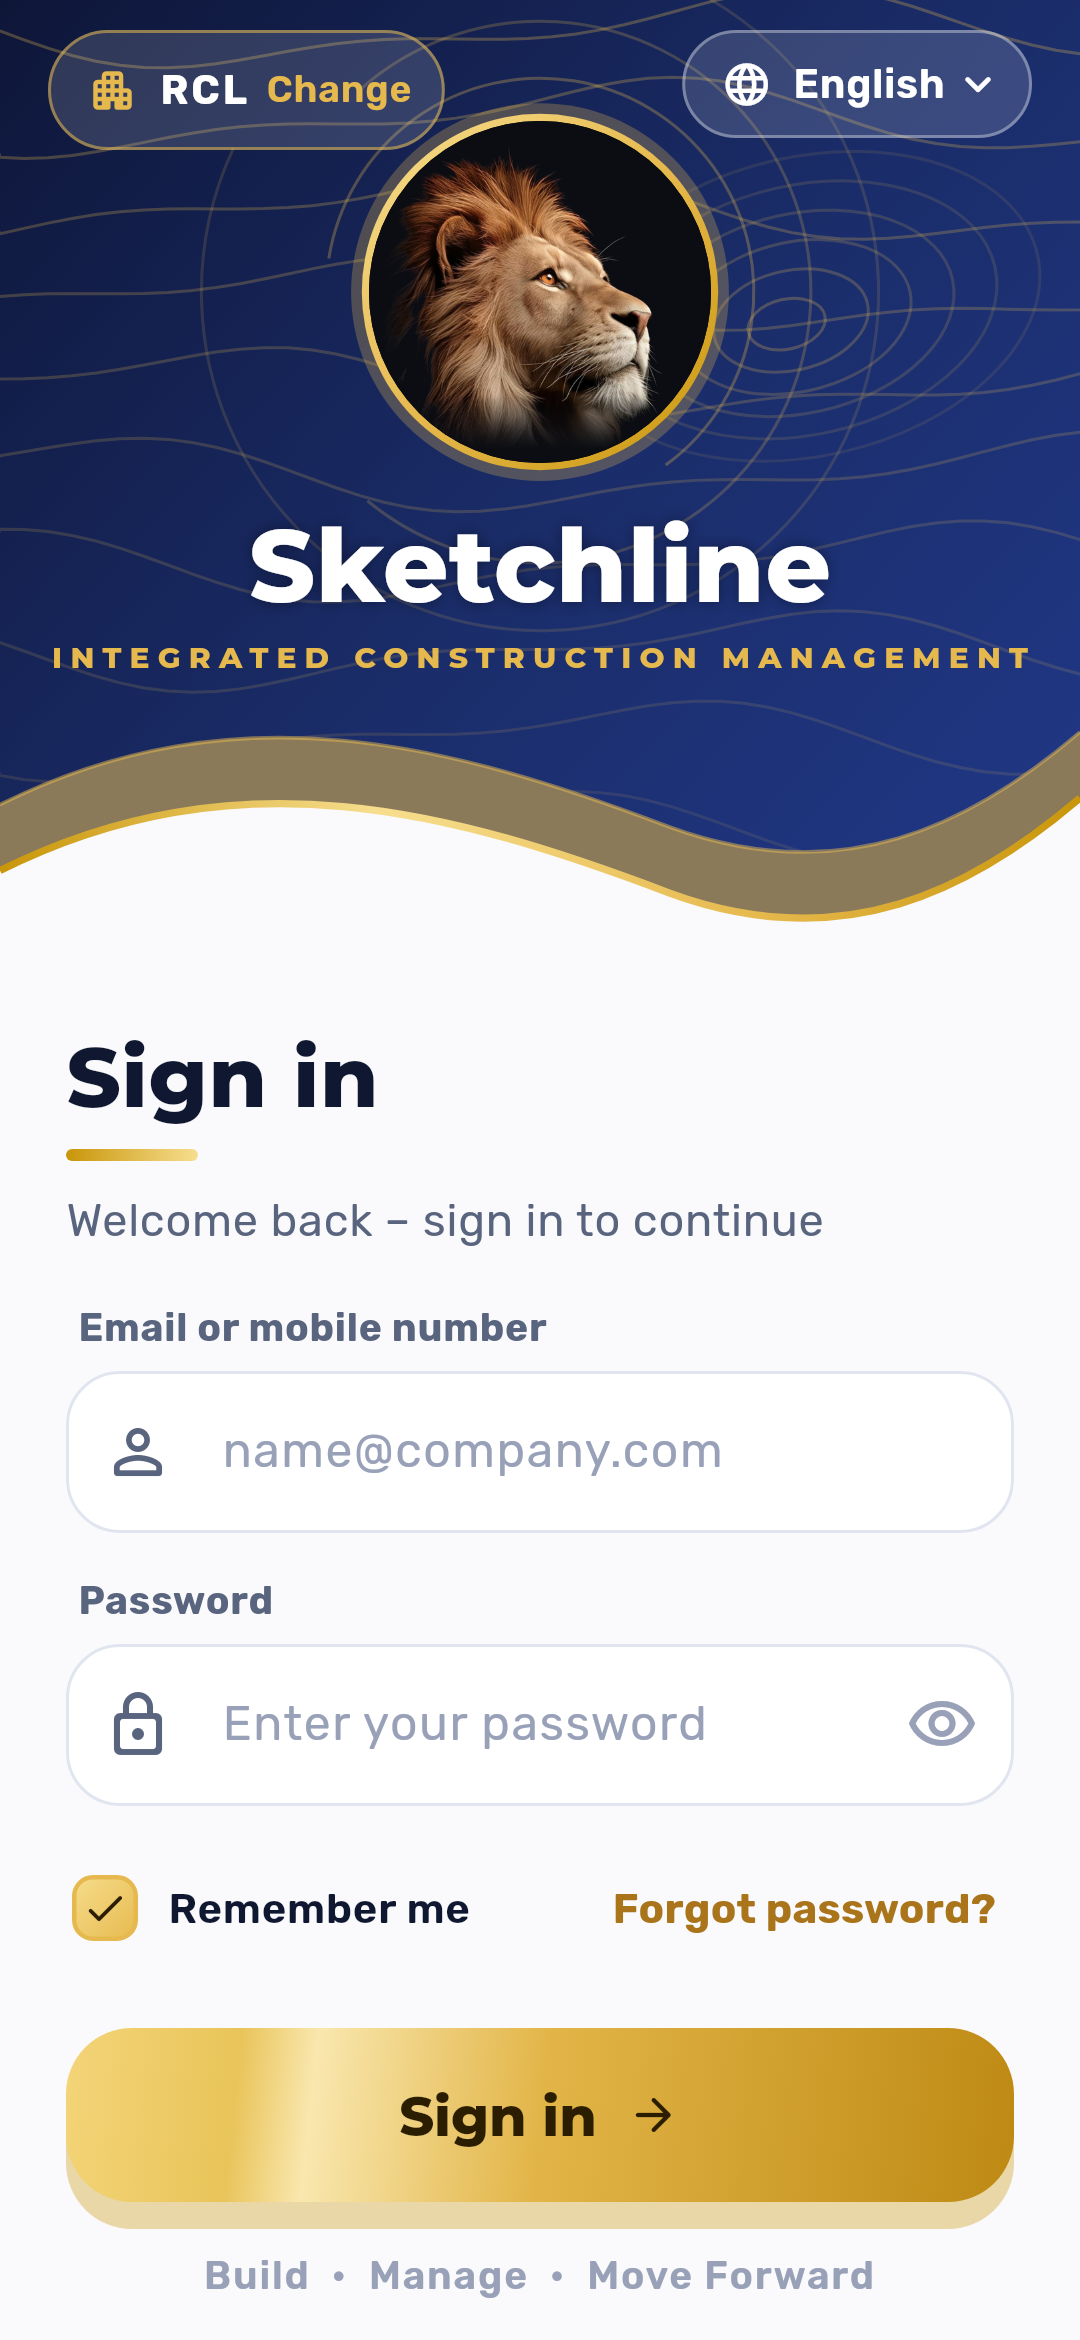 RCL Change
English
Sketchline
INTEGRATED CONSTRUCTION MANAGEMENT
Sign in
Welcome back – sign in to continue
Email or mobile number
name@company.com
Password
Enter your password
Remember me
Forgot password?
Sign in
Build • Manage • Move Forward